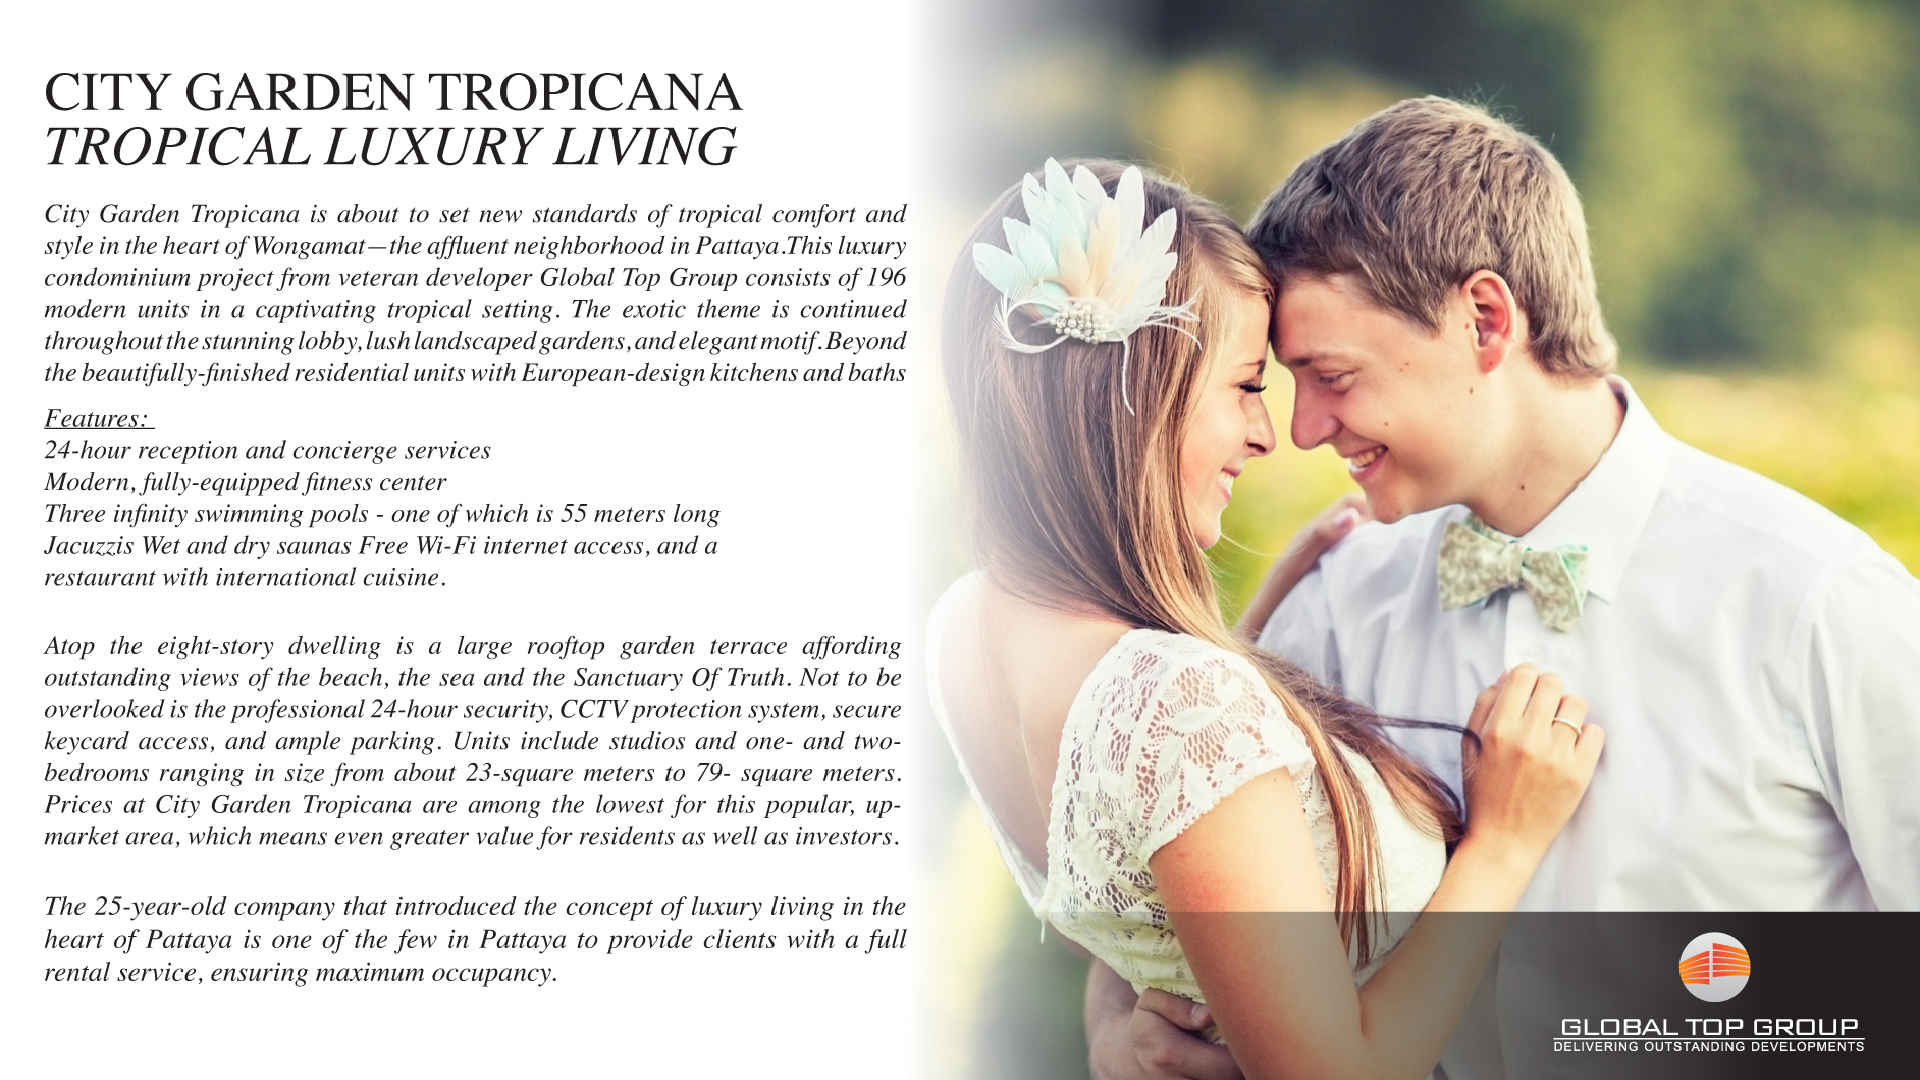 CITY GARDEN TROPICANA
TROPICAL LUXURY LIVING
City Garden Tropicana is about to set new standards of tropical comfort and
style in the heart of Wongamat—the affluent neighborhood in Pattaya.This luxury
condominium project from veteran developer Global Top Group consists of 196
modern units in a captivating tropical setting. The exotic theme is continued
throughout the stunning lobby, lush landscaped gardens, and elegant motif. Beyond
the beautifully-finished residential units with European-design kitchens and baths
Features:
24-hour reception and concierge services
Modern, fully-equipped fitness center
Three infinity swimming pools - one of which is 55 meters long
Jacuzzis Wet and dry saunas Free Wi-Fi internet access, and a
restaurant with international cuisine.
Atop the eight-story dwelling is a large rooftop garden terrace affording
outstanding views of the beach, the sea and the Sanctuary Of Truth. Not to be
overlooked is the professional 24-hour security, CCTV protection system, secure
keycard access, and ample parking. Units include studios and one- and two-
bedrooms ranging in size from about 23-square meters to 79- square meters.
Prices at City Garden Tropicana are among the lowest for this popular, up-
market area, which means even greater value for residents as well as investors.
The 25-year-old company that introduced the concept of luxury living in the
heart of Pattaya is one of the few in Pattaya to provide clients with a full
rental service, ensuring maximum occupancy.
GLOBAL TOP GROUP
DELIVERING OUTSTANDING DEVELOPMENTS